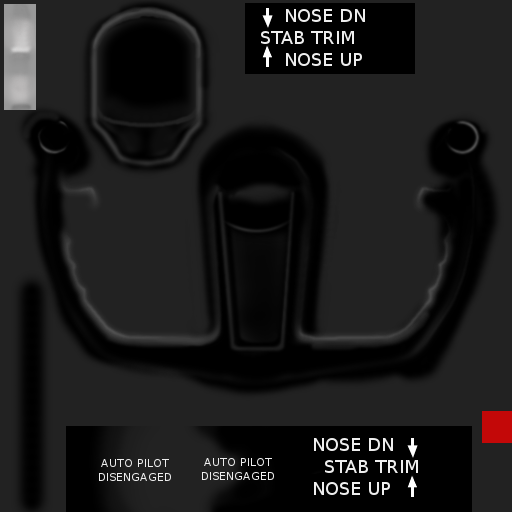 ↓ NOSE DN
STAB TRIM
↑ NOSE UP
AUTO PILOT
DISENGAGED
AUTO PILOT
DISENGAGED
NOSE DN ↓
STAB TRIM
NOSE UP ↑